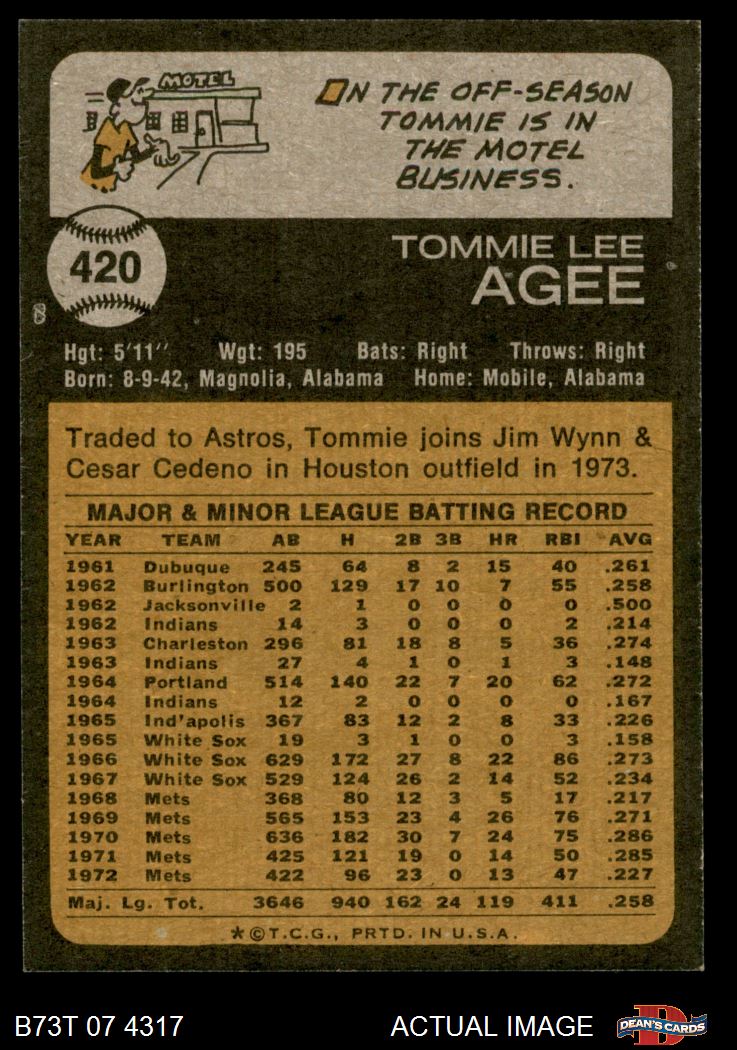 MOTEL
IN THE OFF-SEASON
TOMMIE IS IN
THE MOTEL
BUSINESS.
420
TOMMIE LEE
AGEE
Hgt: 5'11" Wgt: 195 Bats: Right Throws: Right
Born: 8-9-42, Magnolia, Alabama Home: Mobile, Alabama
Traded to Astros, Tommie joins Jim Wynn &
Cesar Cedeno in Houston outfield in 1973.
MAJOR & MINOR LEAGUE BATTING RECORD
YEAR TEAM AB H 2B 3B HR RBI AVG
1961 Dubuque 245 64 8 2 15 40 .261
1962 Burlington 500 129 17 10 7 55 .258
1962 Jacksonville 2 1 0 0 0 0 .500
1962 Indians 14 3 0 0 0 2 .214
1963 Charleston 296 81 18 8 5 36 .274
1963 Indians 27 4 1 0 1 3 .148
1964 Portland 514 140 22 7 20 62 .272
1964 Indians 12 2 0 0 0 0 .167
1965 Ind'apolis 367 83 12 2 8 33 .226
1965 White Sox 19 3 1 0 0 3 .158
1966 White Sox 629 172 27 8 22 86 .273
1967 White Sox 529 124 26 2 14 52 .234
1968 Mets 368 80 12 3 5 17 .217
1969 Mets 565 153 23 4 26 76 .271
1970 Mets 636 182 30 7 24 75 .286
1971 Mets 425 121 19 0 14 50 .285
1972 Mets 422 96 23 0 13 47 .227
Maj. Lg. Tot. 3646 940 162 24 119 411 .258
*©T.C.G., PRTD. IN U.S.A.
B73T 07 4317 ACTUAL IMAGE DEAN'S CARDS